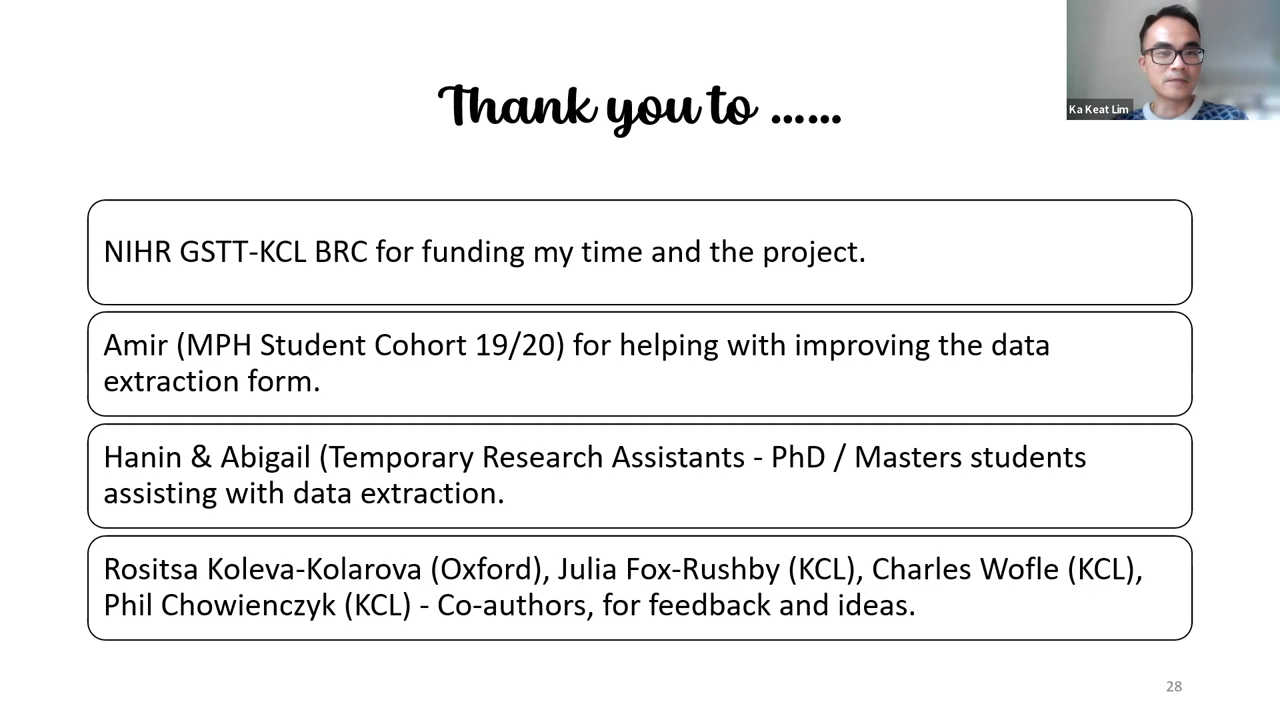 Thank you to ......
Ka Keat Lim
NIHR GSTT-KCL BRC for funding my time and the project.
Amir (MPH Student Cohort 19/20) for helping with improving the data
extraction form.
Hanin & Abigail (Temporary Research Assistants - PhD / Masters students
assisting with data extraction.
Rositsa Koleva-Kolarova (Oxford), Julia Fox-Rushby (KCL), Charles Wofle (KCL),
Phil Chowienczyk (KCL) - Co-authors, for feedback and ideas.
28